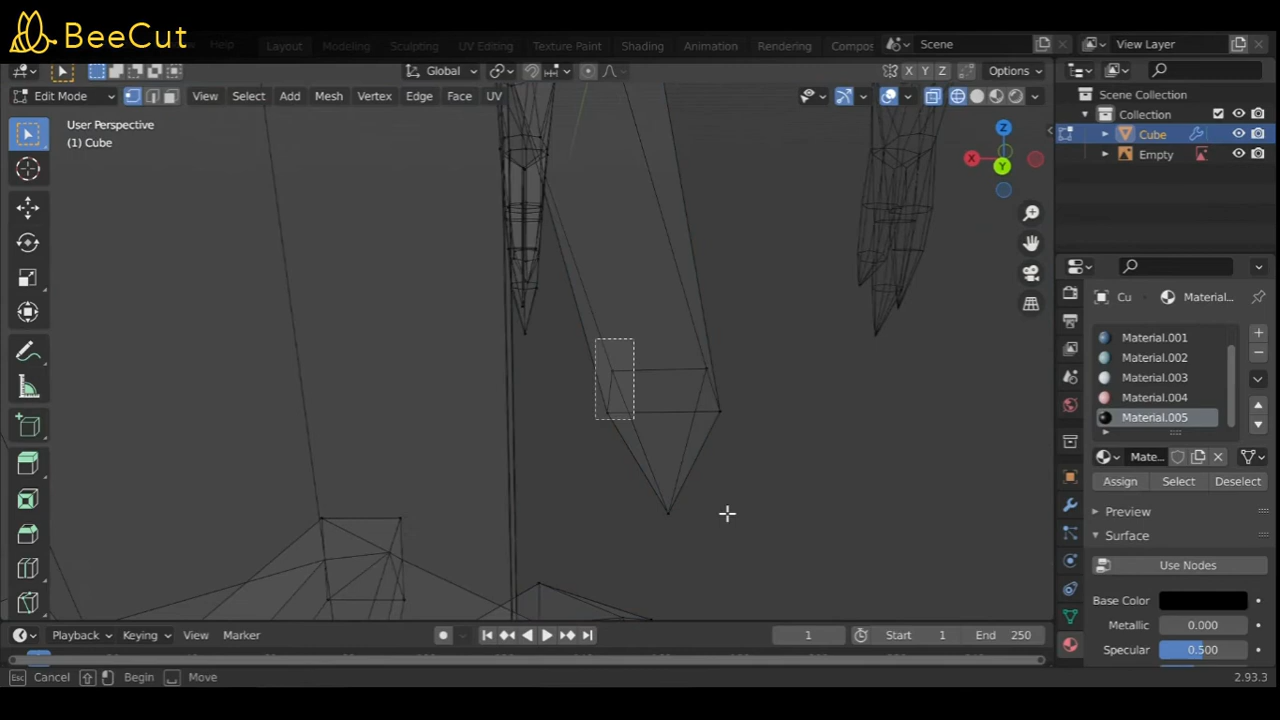 BeeCut
Help Layout Modeling Sculpting UV Editing Texture Paint Shading Animation Rendering Compos Scene View Layer
Global X Y Z Options
Edit Mode View Select Add Mesh Vertex Edge Face UV
Scene Collection
Collection
Cube
Empty
User Perspective
(1) Cube
Z
X
Y
Cu Material...
Material.001
Material.002
Material.003
Material.004
Material.005
Mate...
Assign Select Deselect
Preview
Surface
Use Nodes
Base Color
Metallic 0.000
Specular 0.500
Playback Keying View Marker 1 Start 1 End 250
Esc Cancel Begin Move 2.93.3